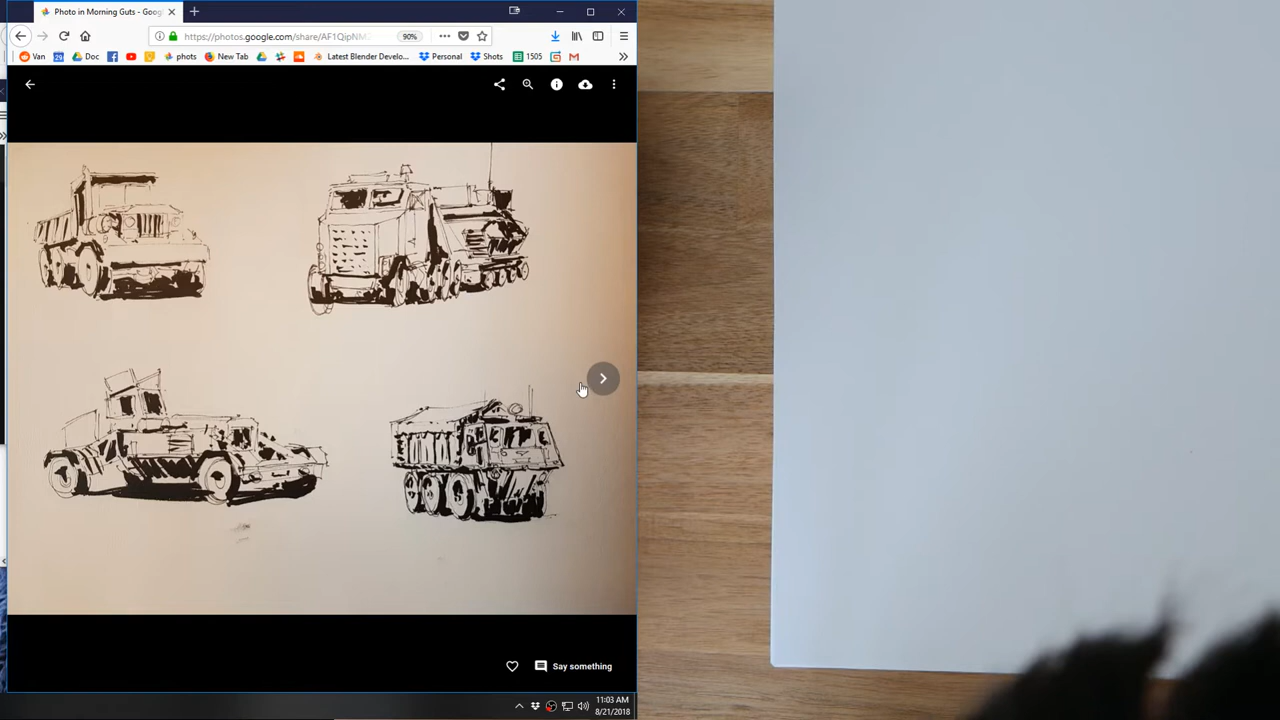 Photo in Morning Guts - Goog
https://photos.google.com/share/AF1QipNM
90%
Van
Doc
phots
New Tab
Latest Blender Develo...
Personal
Shots
1505
Say something
11:03 AM
8/21/2018